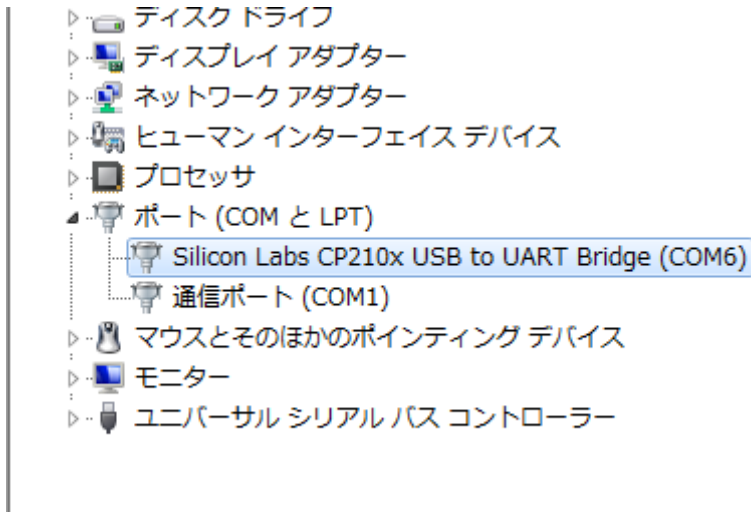 ディスク ドライブ
ディスプレイ アダプター
ネットワーク アダプター
ヒューマン インターフェイス デバイス
プロセッサ
ポート (COM と LPT)
Silicon Labs CP210x USB to UART Bridge (COM6)
通信ポート (COM1)
マウスとそのほかのポインティング デバイス
モニター
ユニバーサル シリアル バス コントローラー